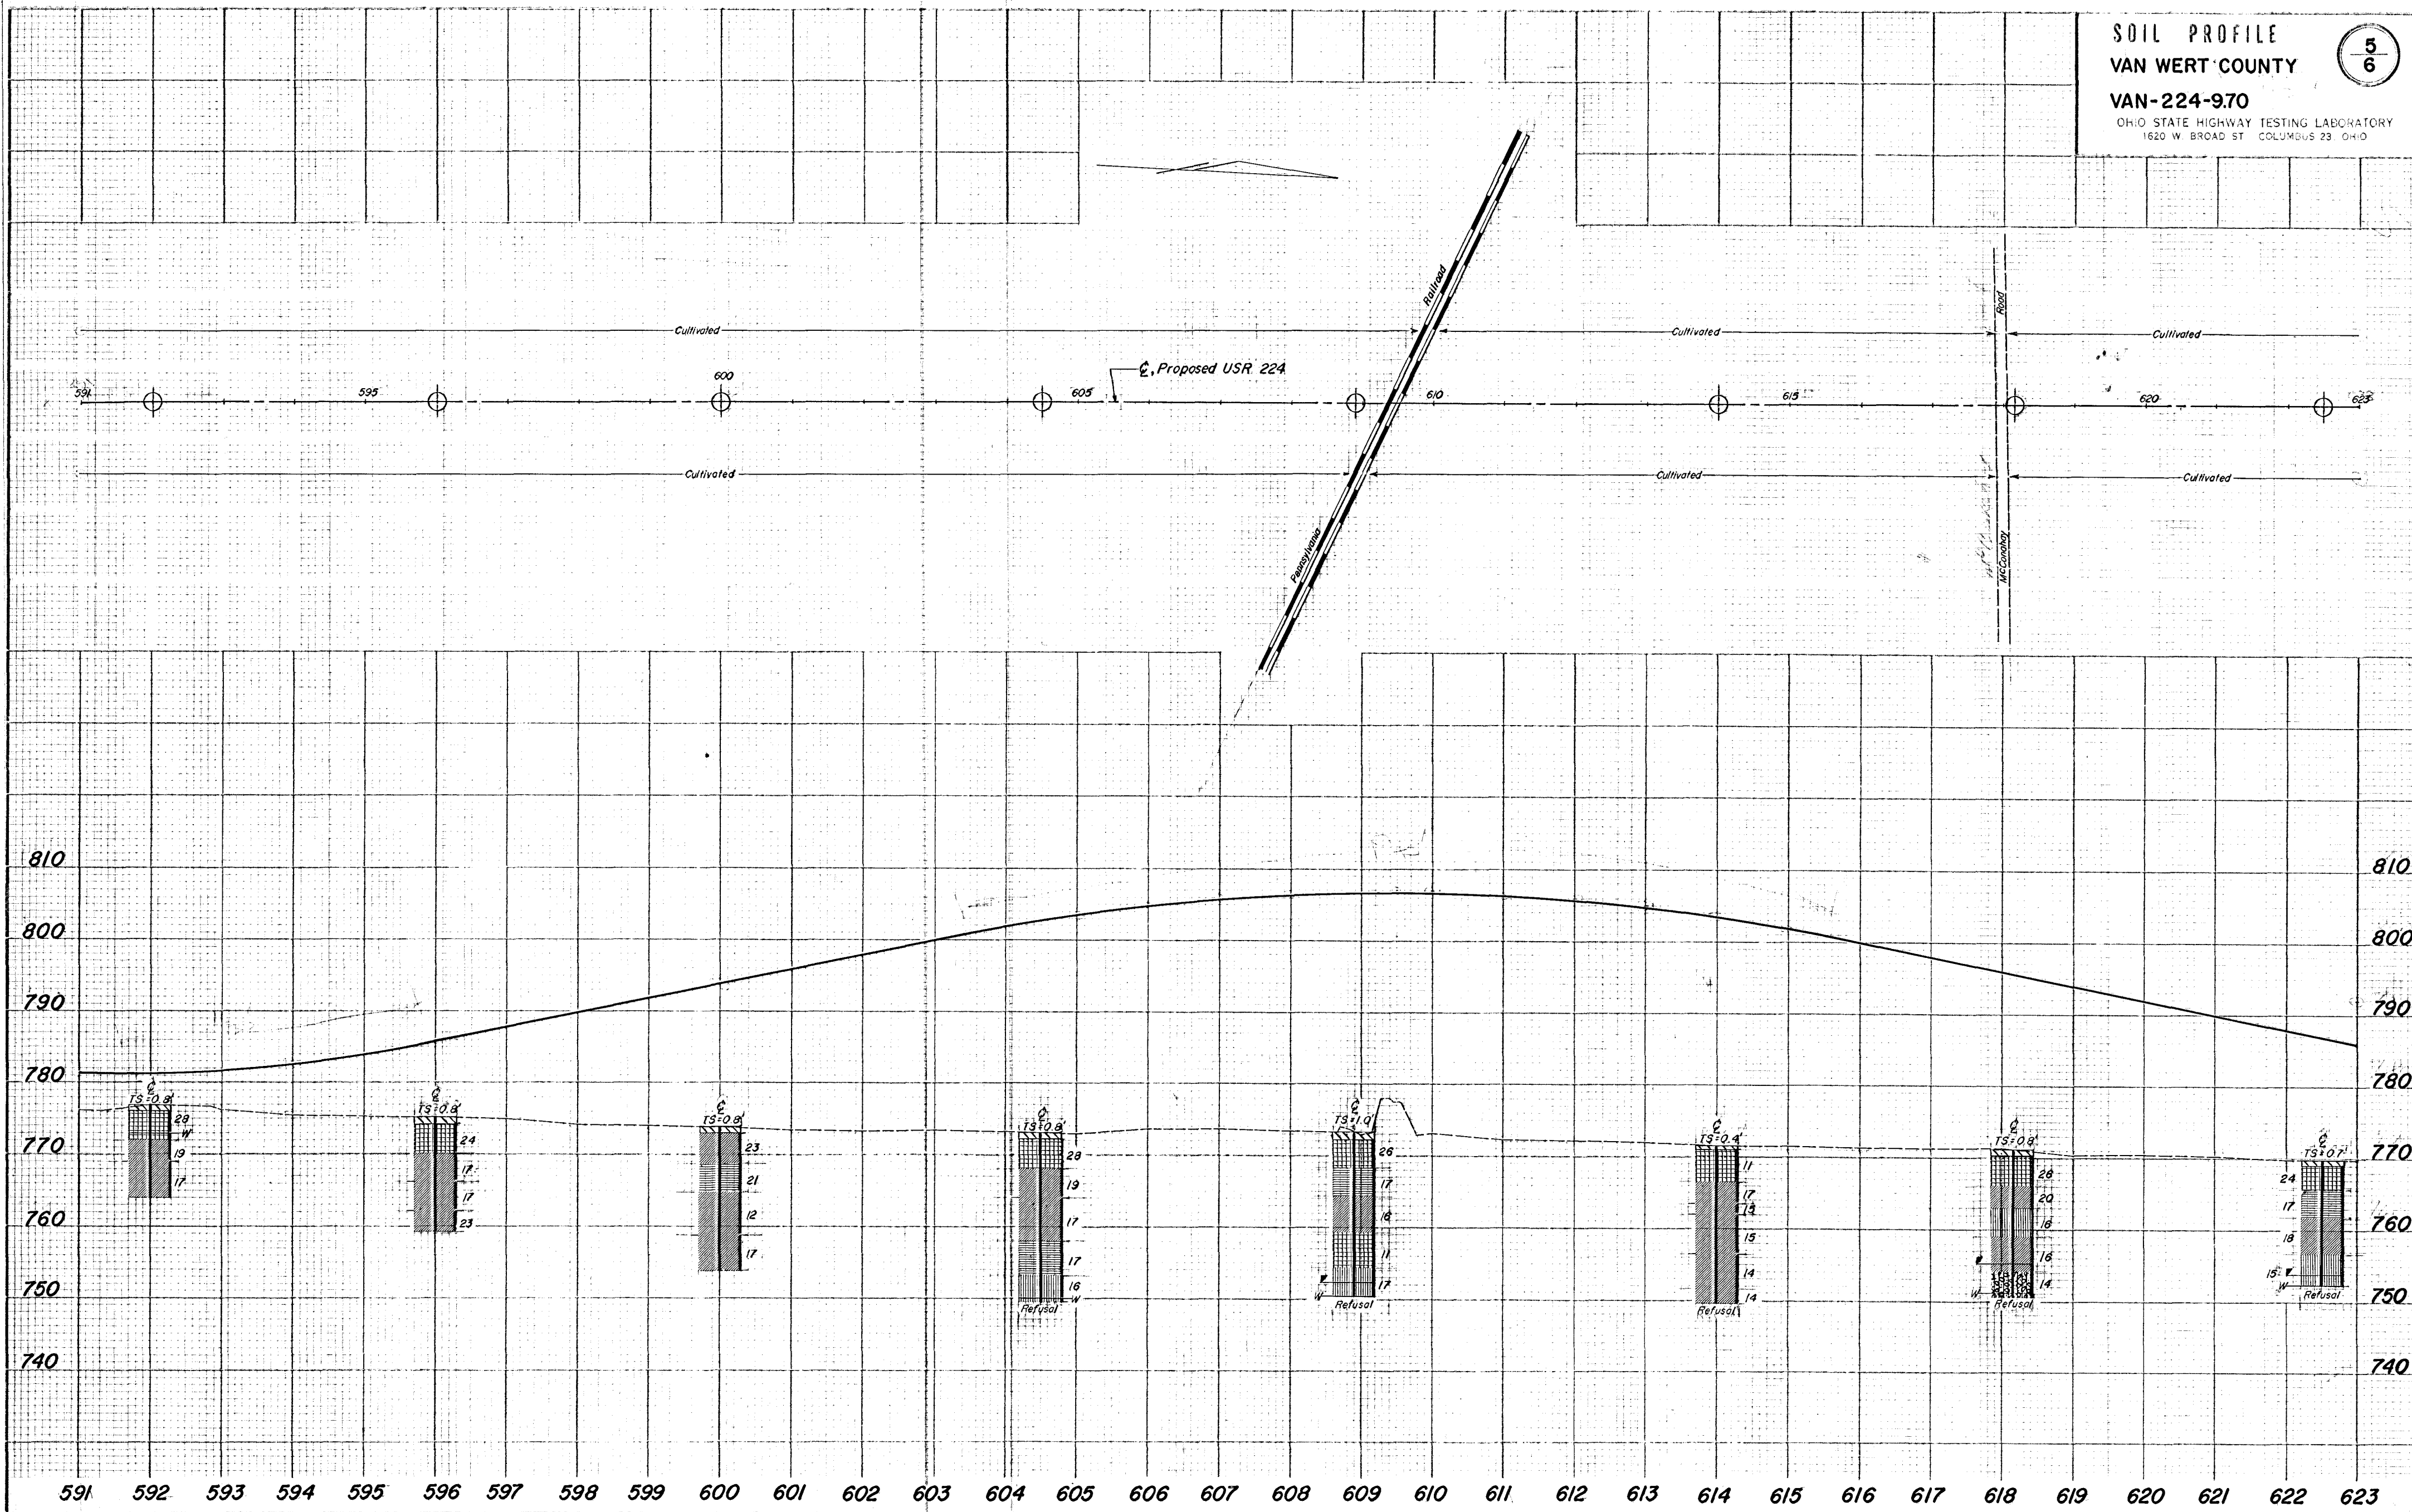 SOIL PROFILE
VAN WERT COUNTY
5
6
VAN-224-9.70
OHIO STATE HIGHWAY TESTING LABORATORY
1620 W. BROAD ST. COLUMBUS 23, OHIO
Railroad
Road
Cultivated
Cultivated
Cultivated
℄, Proposed USR 224
591 595 600 605 610 615 620 623
Cultivated
Cultivated
Cultivated
Pennsylvania
McConahay
810 810
800 800
790 790
780 780
770 770
760 760
750 750
740 740
℄
TS=0.8'
28
W
19
17
℄
TS=0.8'
24
17
17
23
℄
TS=0.8'
23
21
12
17
℄
TS=0.8'
28
19
17
17
16
W
Refusal
℄
TS=1.0'
26
17
16
11
17
W
Refusal
℄
TS=0.4'
11
17
15
15
14
14
Refusal
℄
TS=0.8'
26
20
16
16
14
W
Refusal
℄
TS=0.7'
24
17
18
15
W
Refusal
591 592 593 594 595 596 597 598 599 600 601 602 603 604 605 606 607 608 609 610 611 612 613 614 615 616 617 618 619 620 621 622 623